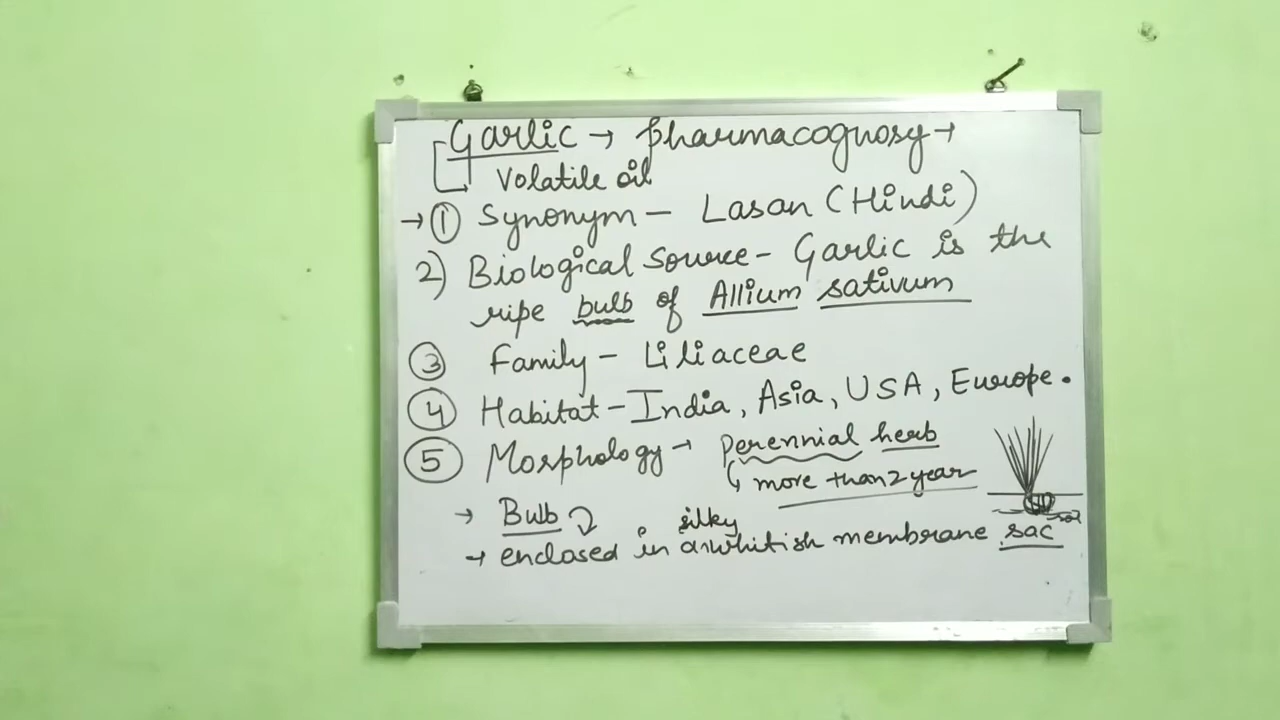 Garlic → Pharmacognosy →
Volatile oil
→ ① Synonym - Lasan (Hindi)
2) Biological Source - Garlic is the
ripe bulb of Allium sativum
③ Family - Liliaceae
④ Habitat - India, Asia, USA, Europe.
⑤ Morphology → perennial herb
more than 2 year
→ Bulb
silky
→ enclosed in a whitish membrane sac